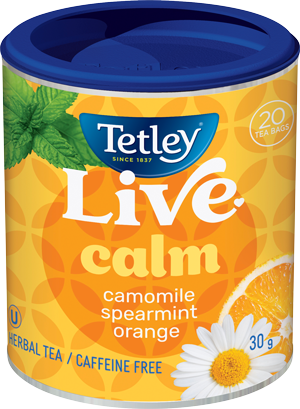 20
TEA BAGS
Tetley
SINCE 1837
Live
calm
camomile
spearmint
orange
U
30 g
HERBAL TEA / CAFFEINE FREE